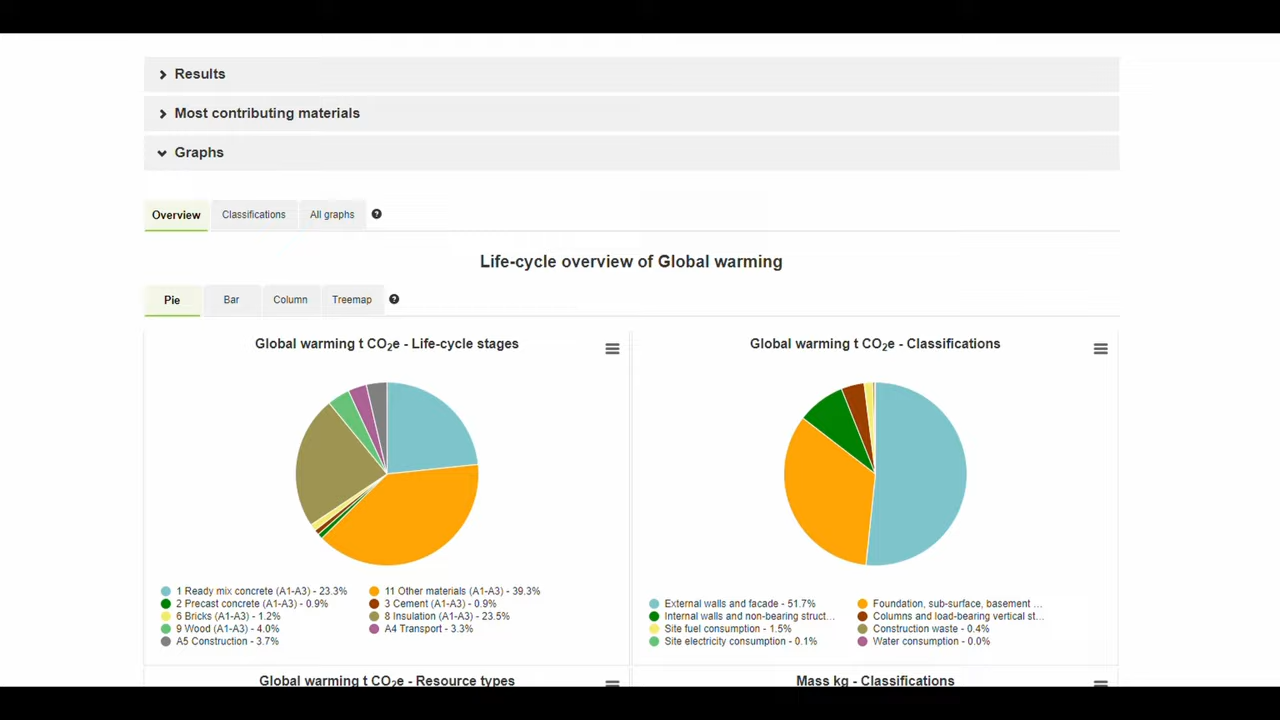 Results
Most contributing materials
Graphs
Overview Classifications All graphs ?
Life-cycle overview of Global warming
Pie Bar Column Treemap ?
Global warming t CO2e - Life-cycle stages
1 Ready mix concrete (A1-A3) - 23.3% 11 Other materials (A1-A3) - 39.3%
2 Precast concrete (A1-A3) - 0.9% 3 Cement (A1-A3) - 0.9%
6 Bricks (A1-A3) - 1.2% 8 Insulation (A1-A3) - 23.5%
9 Wood (A1-A3) - 4.0% A4 Transport - 3.3%
A5 Construction - 3.7%
Global warming t CO2e - Classifications
External walls and facade - 51.7% Foundation, sub-surface, basement ...
Internal walls and non-bearing struct... Columns and load-bearing vertical st...
Site fuel consumption - 1.5% Construction waste - 0.4%
Site electricity consumption - 0.1% Water consumption - 0.0%
Global warming t CO2e - Resource types
Mass kg - Classifications